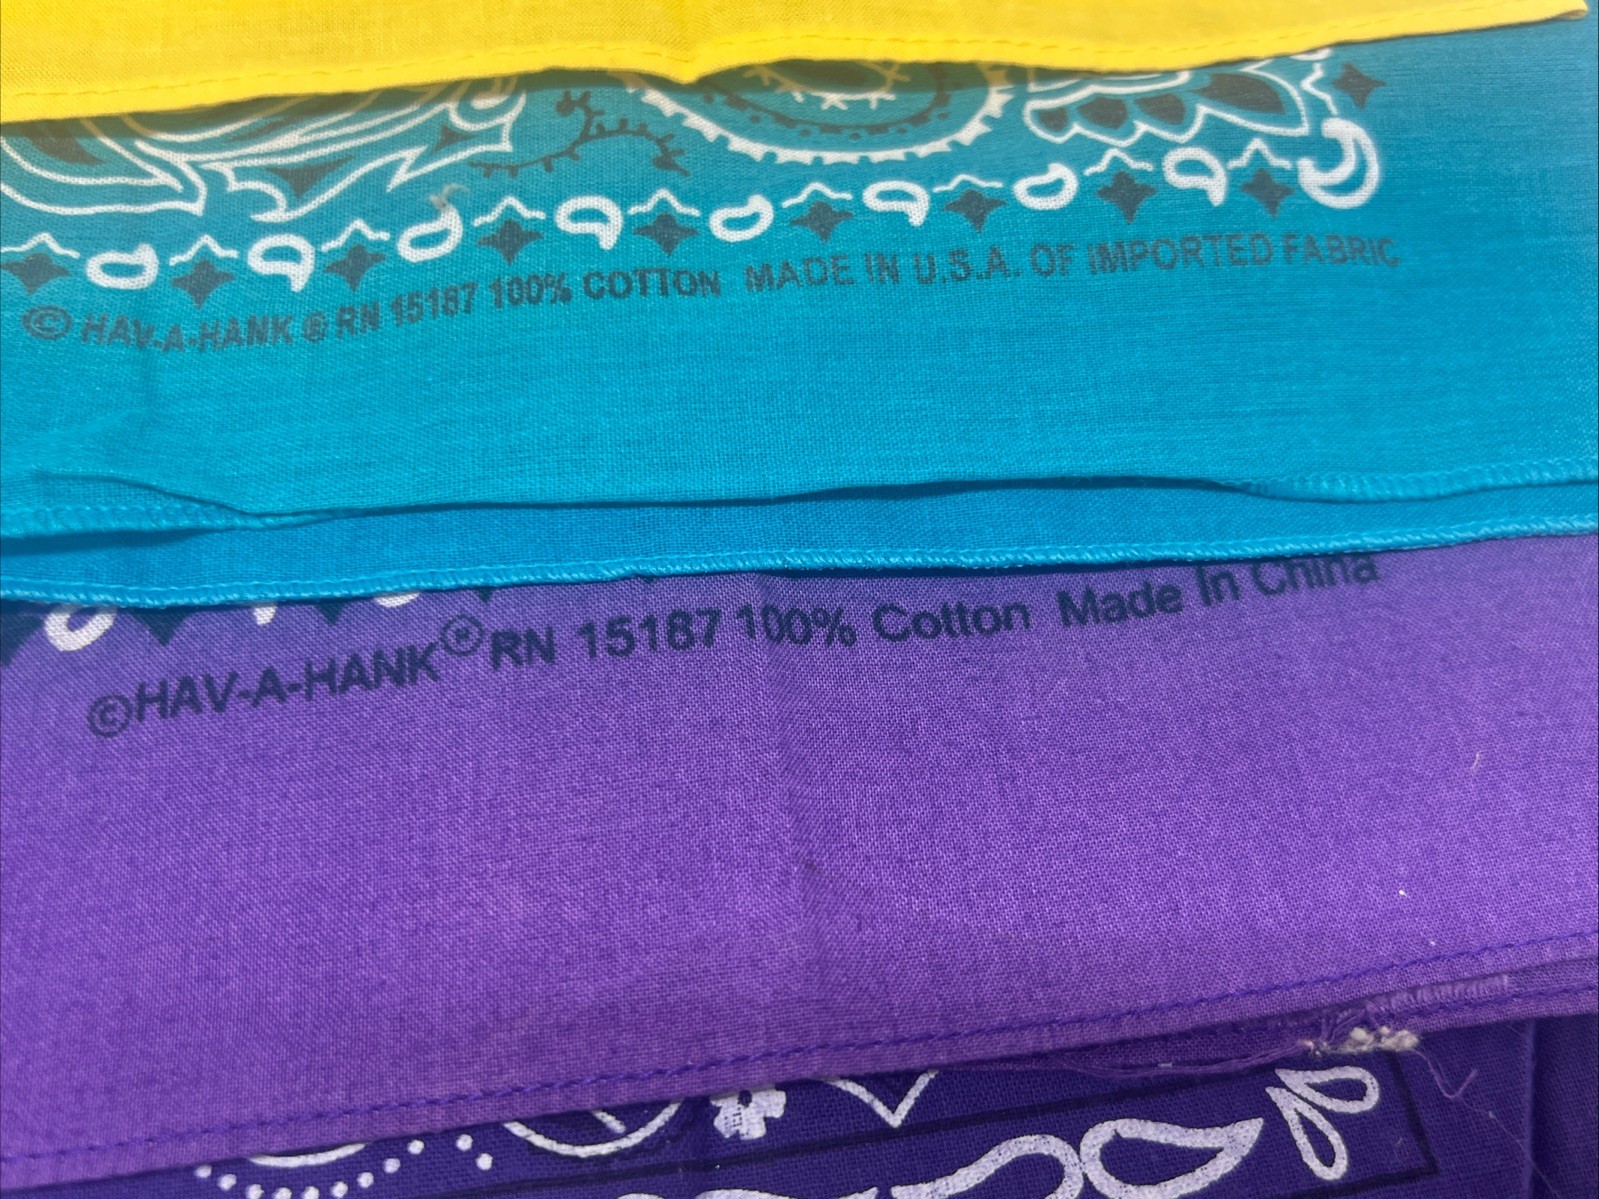 © HAV-A-HANK ® RN 15187 100% COTTON MADE IN U.S.A. OF IMPORTED FABRIC
©HAV-A-HANK®RN 15187 100% Cotton Made In China